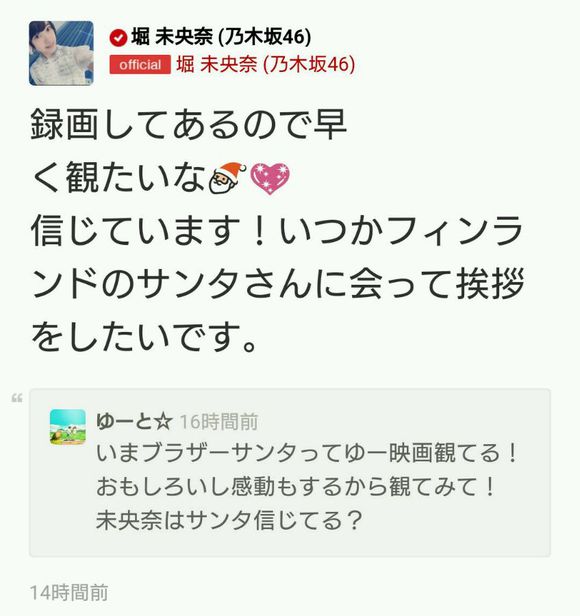 堀 未央奈 (乃木坂46)
official 堀 未央奈 (乃木坂46)
録画してあるので早
く観たいな🎅💖
信じています！いつかフィンラ
ンドのサンタさんに会って挨拶
をしたいです。
“
ゆーと☆ 16時間前
いまブラザーサンタってゆー映画観てる！
おもしろいし感動もするから観てみて！
未央奈はサンタ信じてる？
14時間前